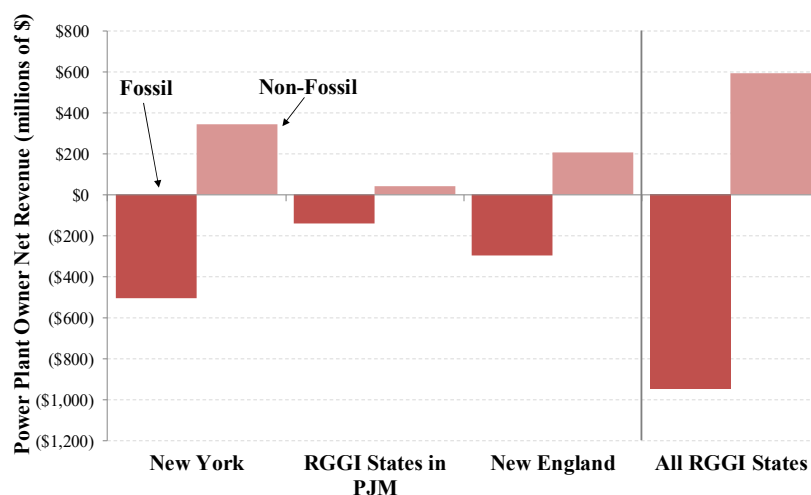 Power Plant Owner Net Revenue (millions of $)
$800
$600
$400
$200
$0
($200)
($400)
($600)
($800)
($1,000)
($1,200)
Fossil
Non-Fossil
New York
RGGI States in
PJM
New England
All RGGI States